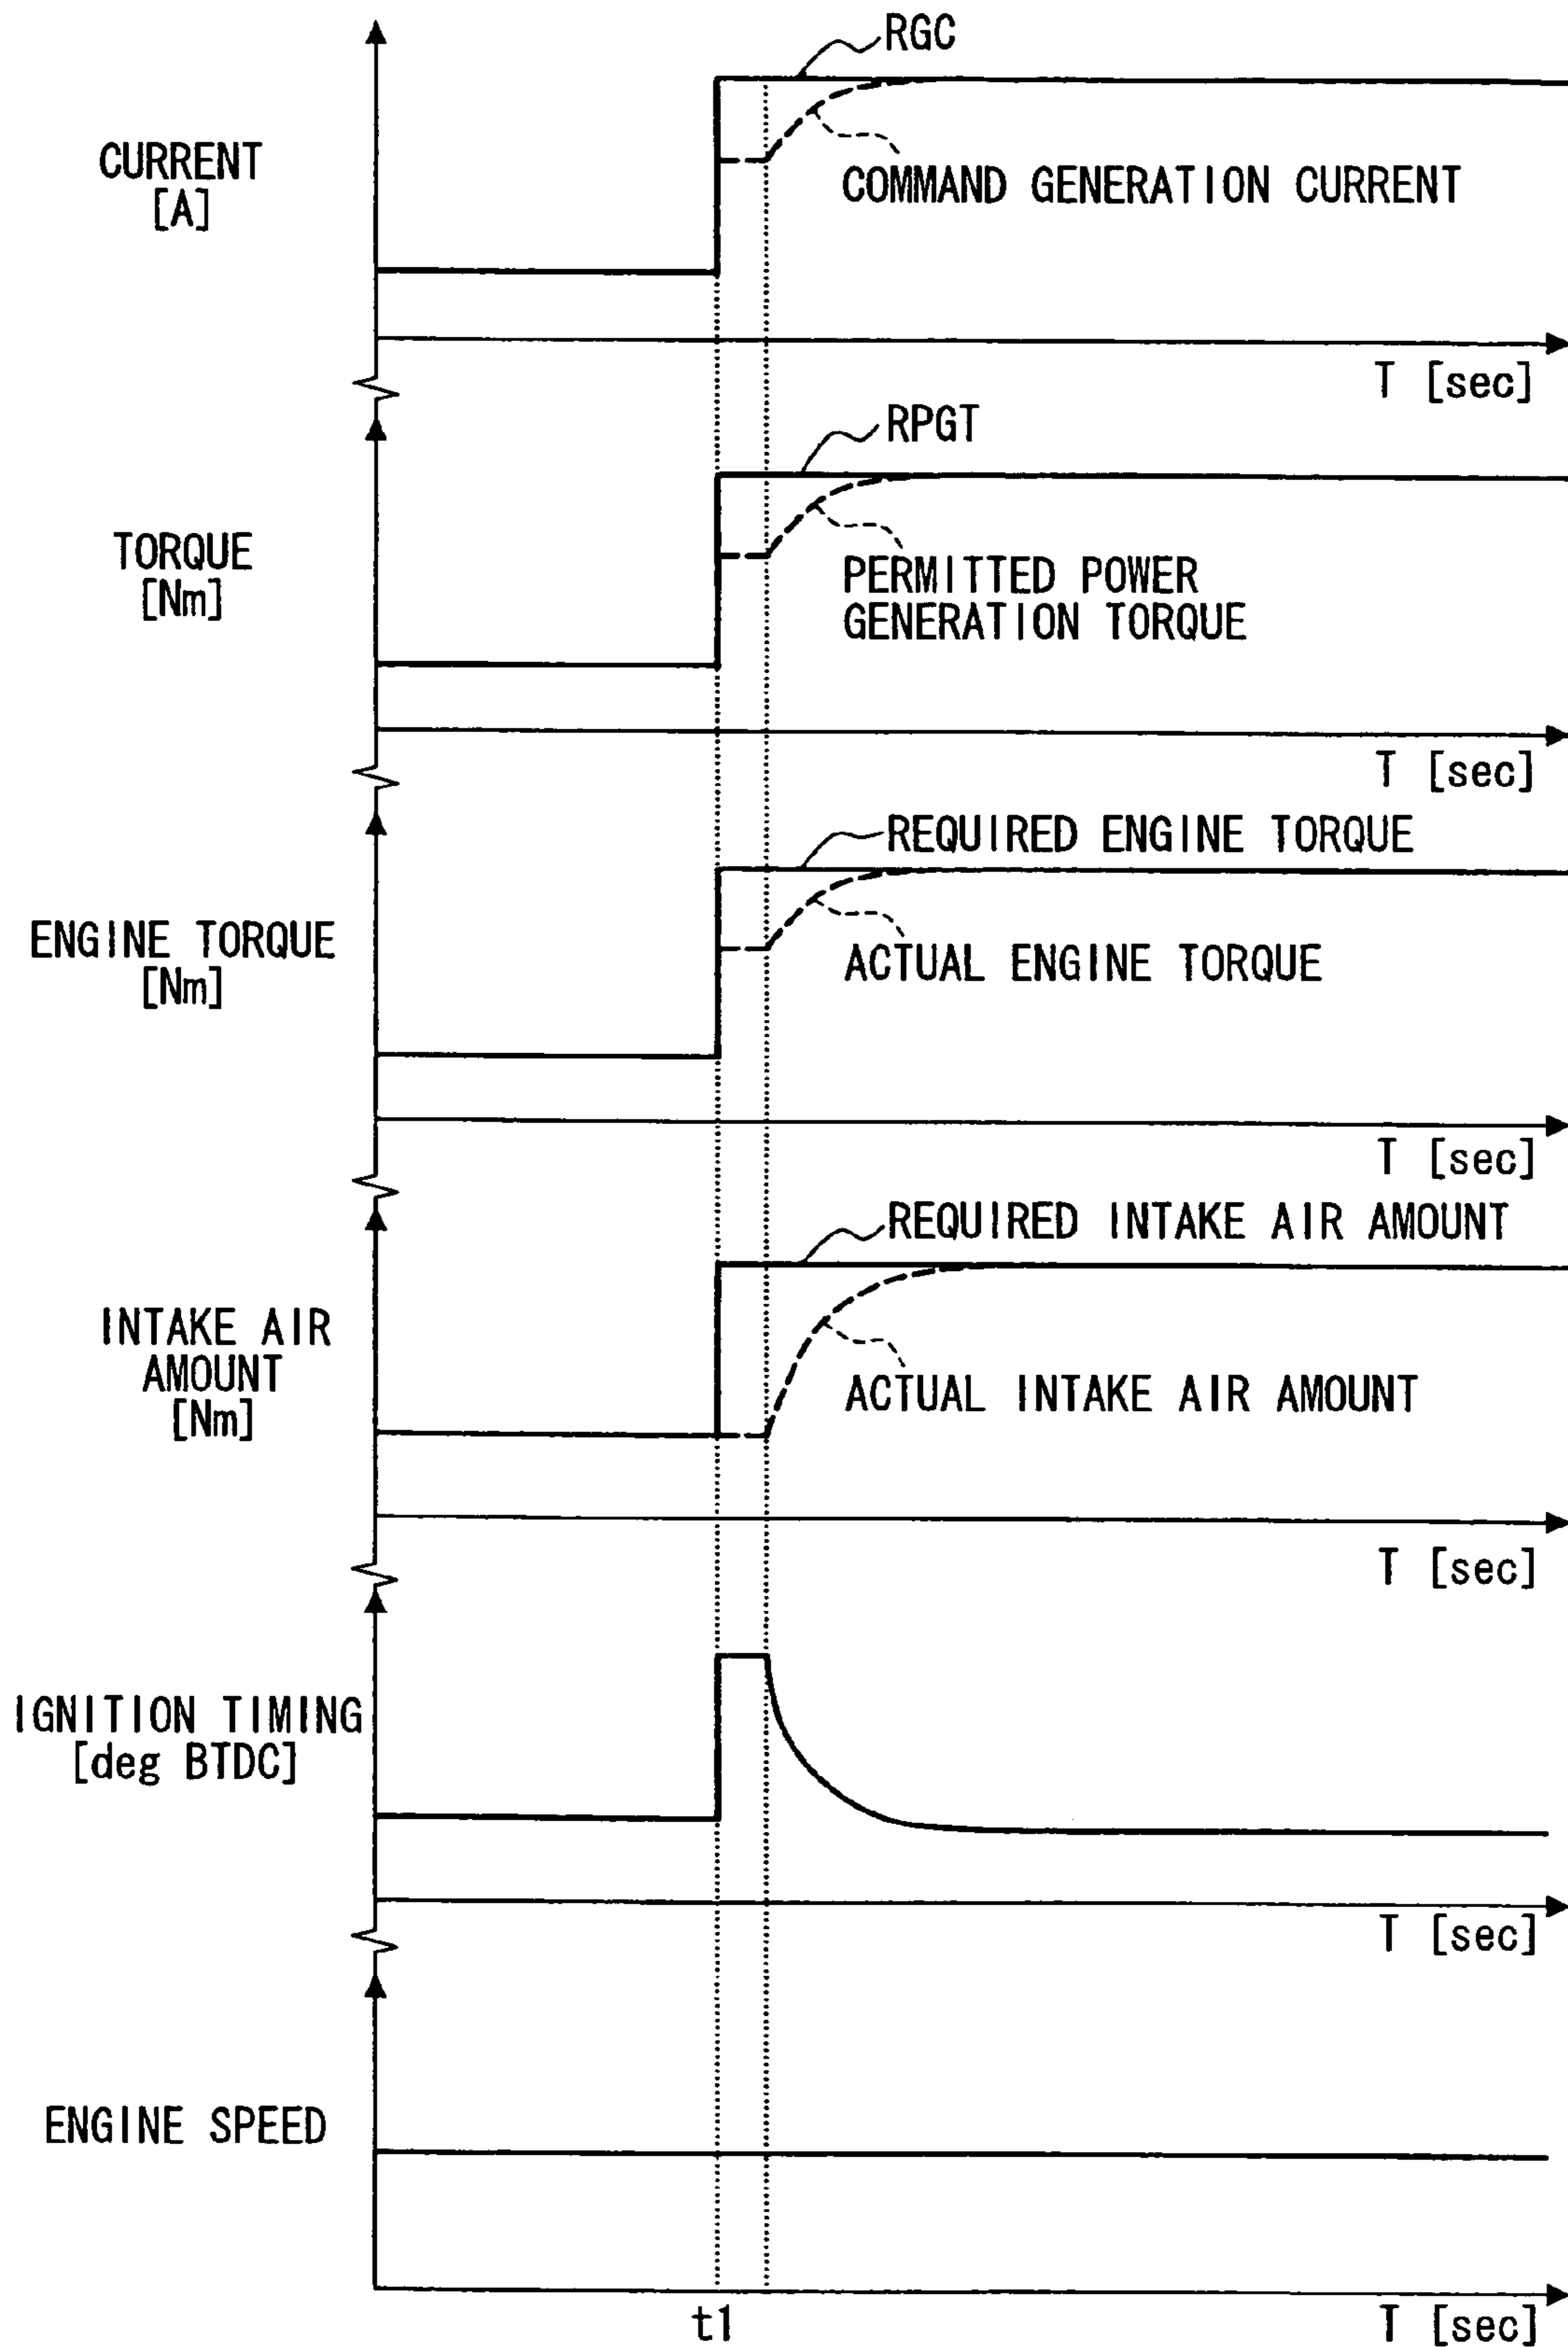 RGC
CURRENT
[A]
COMMAND GENERATION CURRENT
T [sec]
RPGT
TORQUE
[Nm]
PERMITTED POWER
GENERATION TORQUE
T [sec]
REQUIRED ENGINE TORQUE
ENGINE TORQUE
[Nm]
ACTUAL ENGINE TORQUE
T [sec]
REQUIRED INTAKE AIR AMOUNT
INTAKE AIR
AMOUNT
[Nm]
ACTUAL INTAKE AIR AMOUNT
T [sec]
IGNITION TIMING
[deg BTDC]
T [sec]
ENGINE SPEED
t1
T [sec]